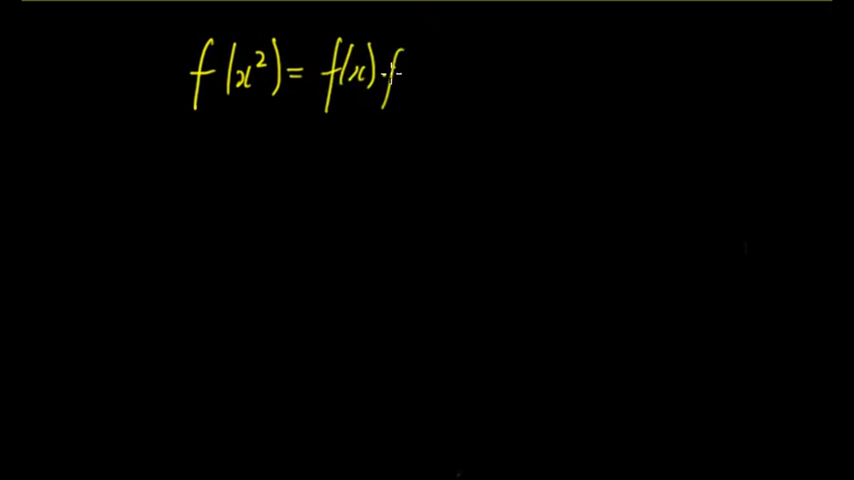 f(x²) = f(x) f